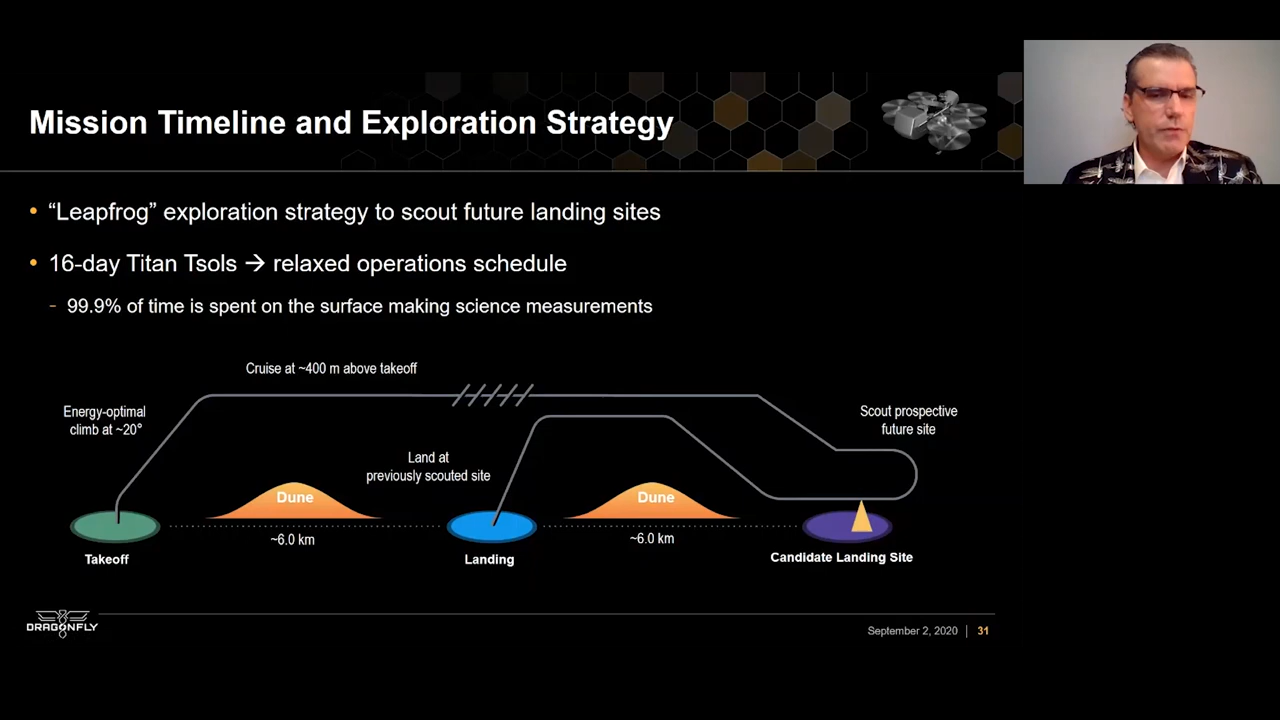 Mission Timeline and Exploration Strategy
• “Leapfrog” exploration strategy to scout future landing sites
• 16-day Titan Tsols → relaxed operations schedule
- 99.9% of time is spent on the surface making science measurements
Cruise at ~400 m above takeoff
Energy-optimal
climb at ~20°
Scout prospective
future site
Land at
previously scouted site
Dune
Dune
~6.0 km
~6.0 km
Takeoff
Landing
Candidate Landing Site
DRAGONFLY
September 2, 2020 | 31